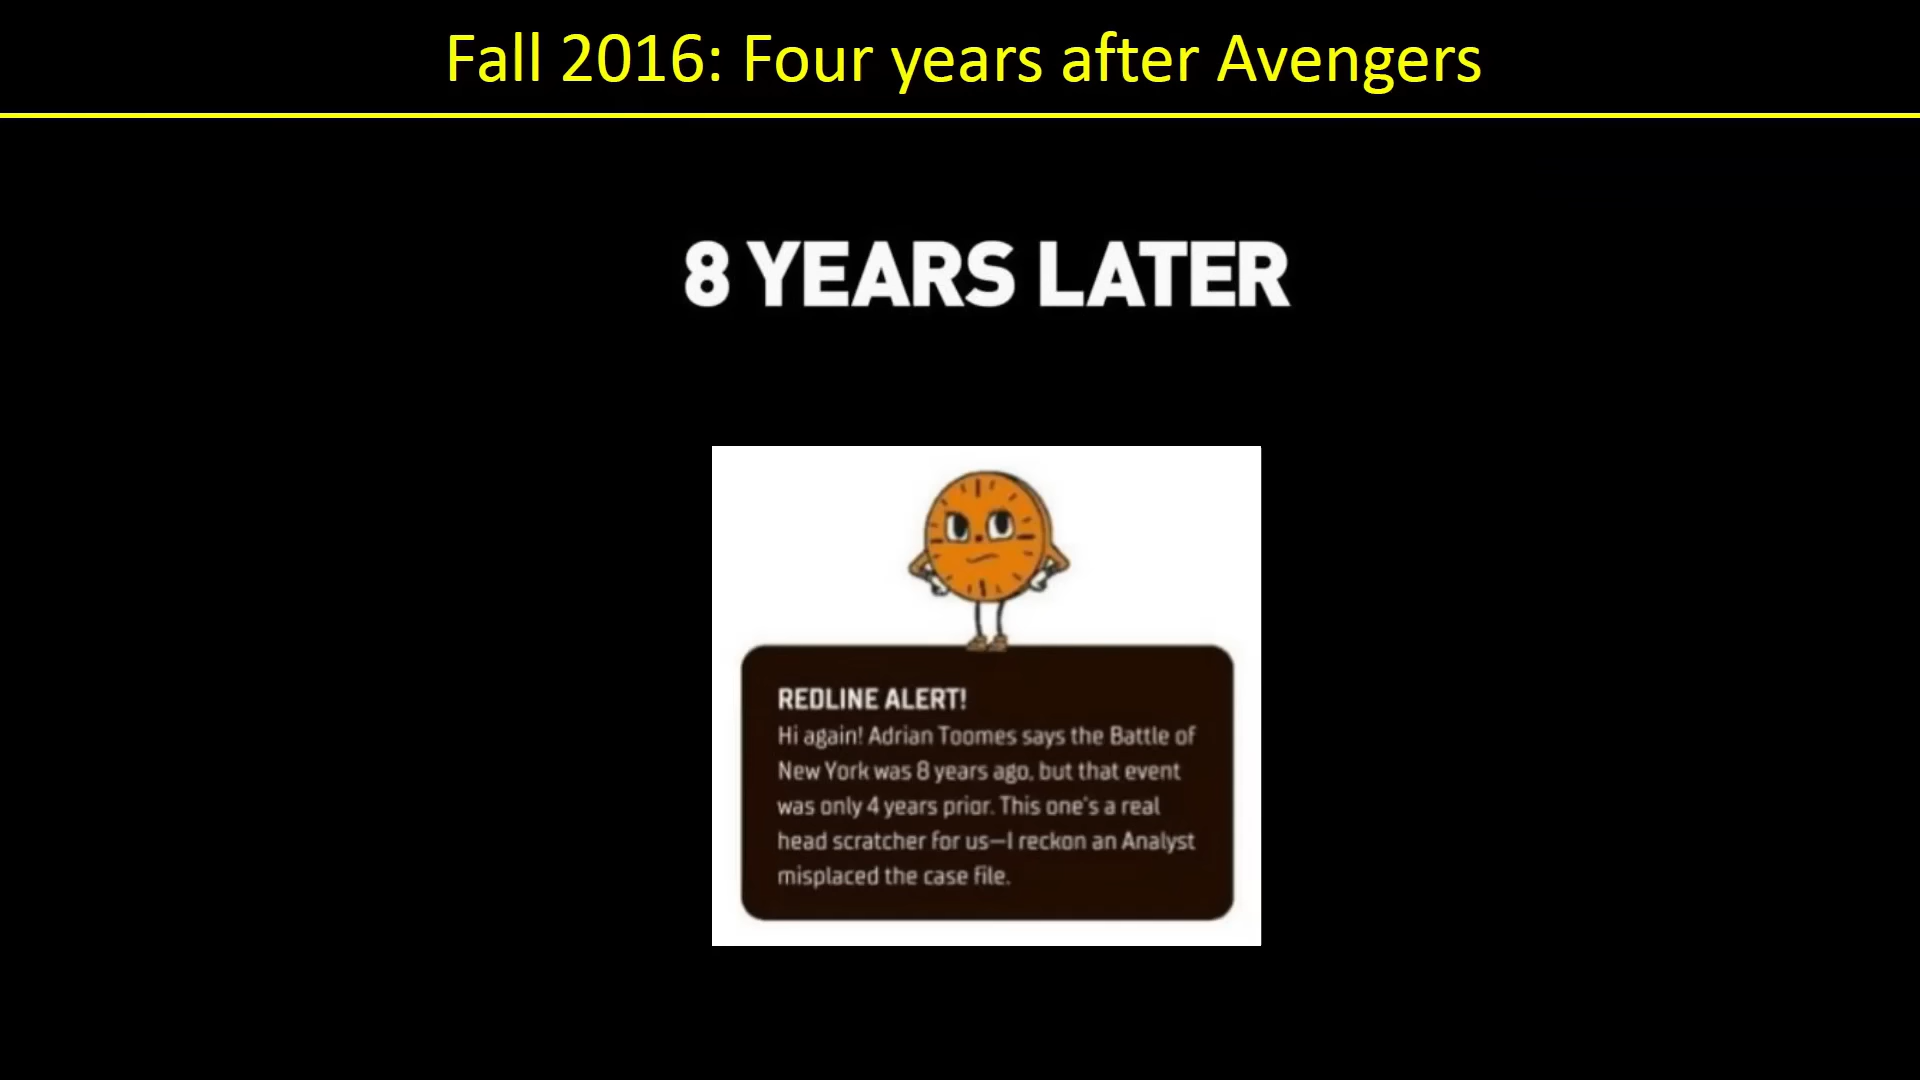 Fall 2016: Four years after Avengers
8 YEARS LATER
REDLINE ALERT!
Hi again! Adrian Toomes says the Battle of
New York was 8 years ago, but that event
was only 4 years prior. This one's a real
head scratcher for us—I reckon an Analyst
misplaced the case file.